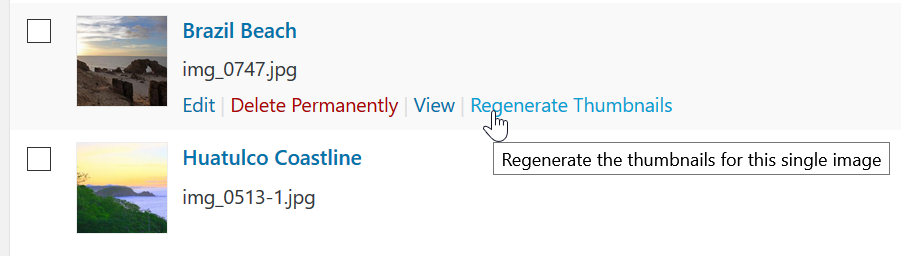 Brazil Beach
img_0747.jpg
Edit | Delete Permanently | View | Regenerate Thumbnails
Huatulco Coastline
Regenerate the thumbnails for this single image
img_0513-1.jpg